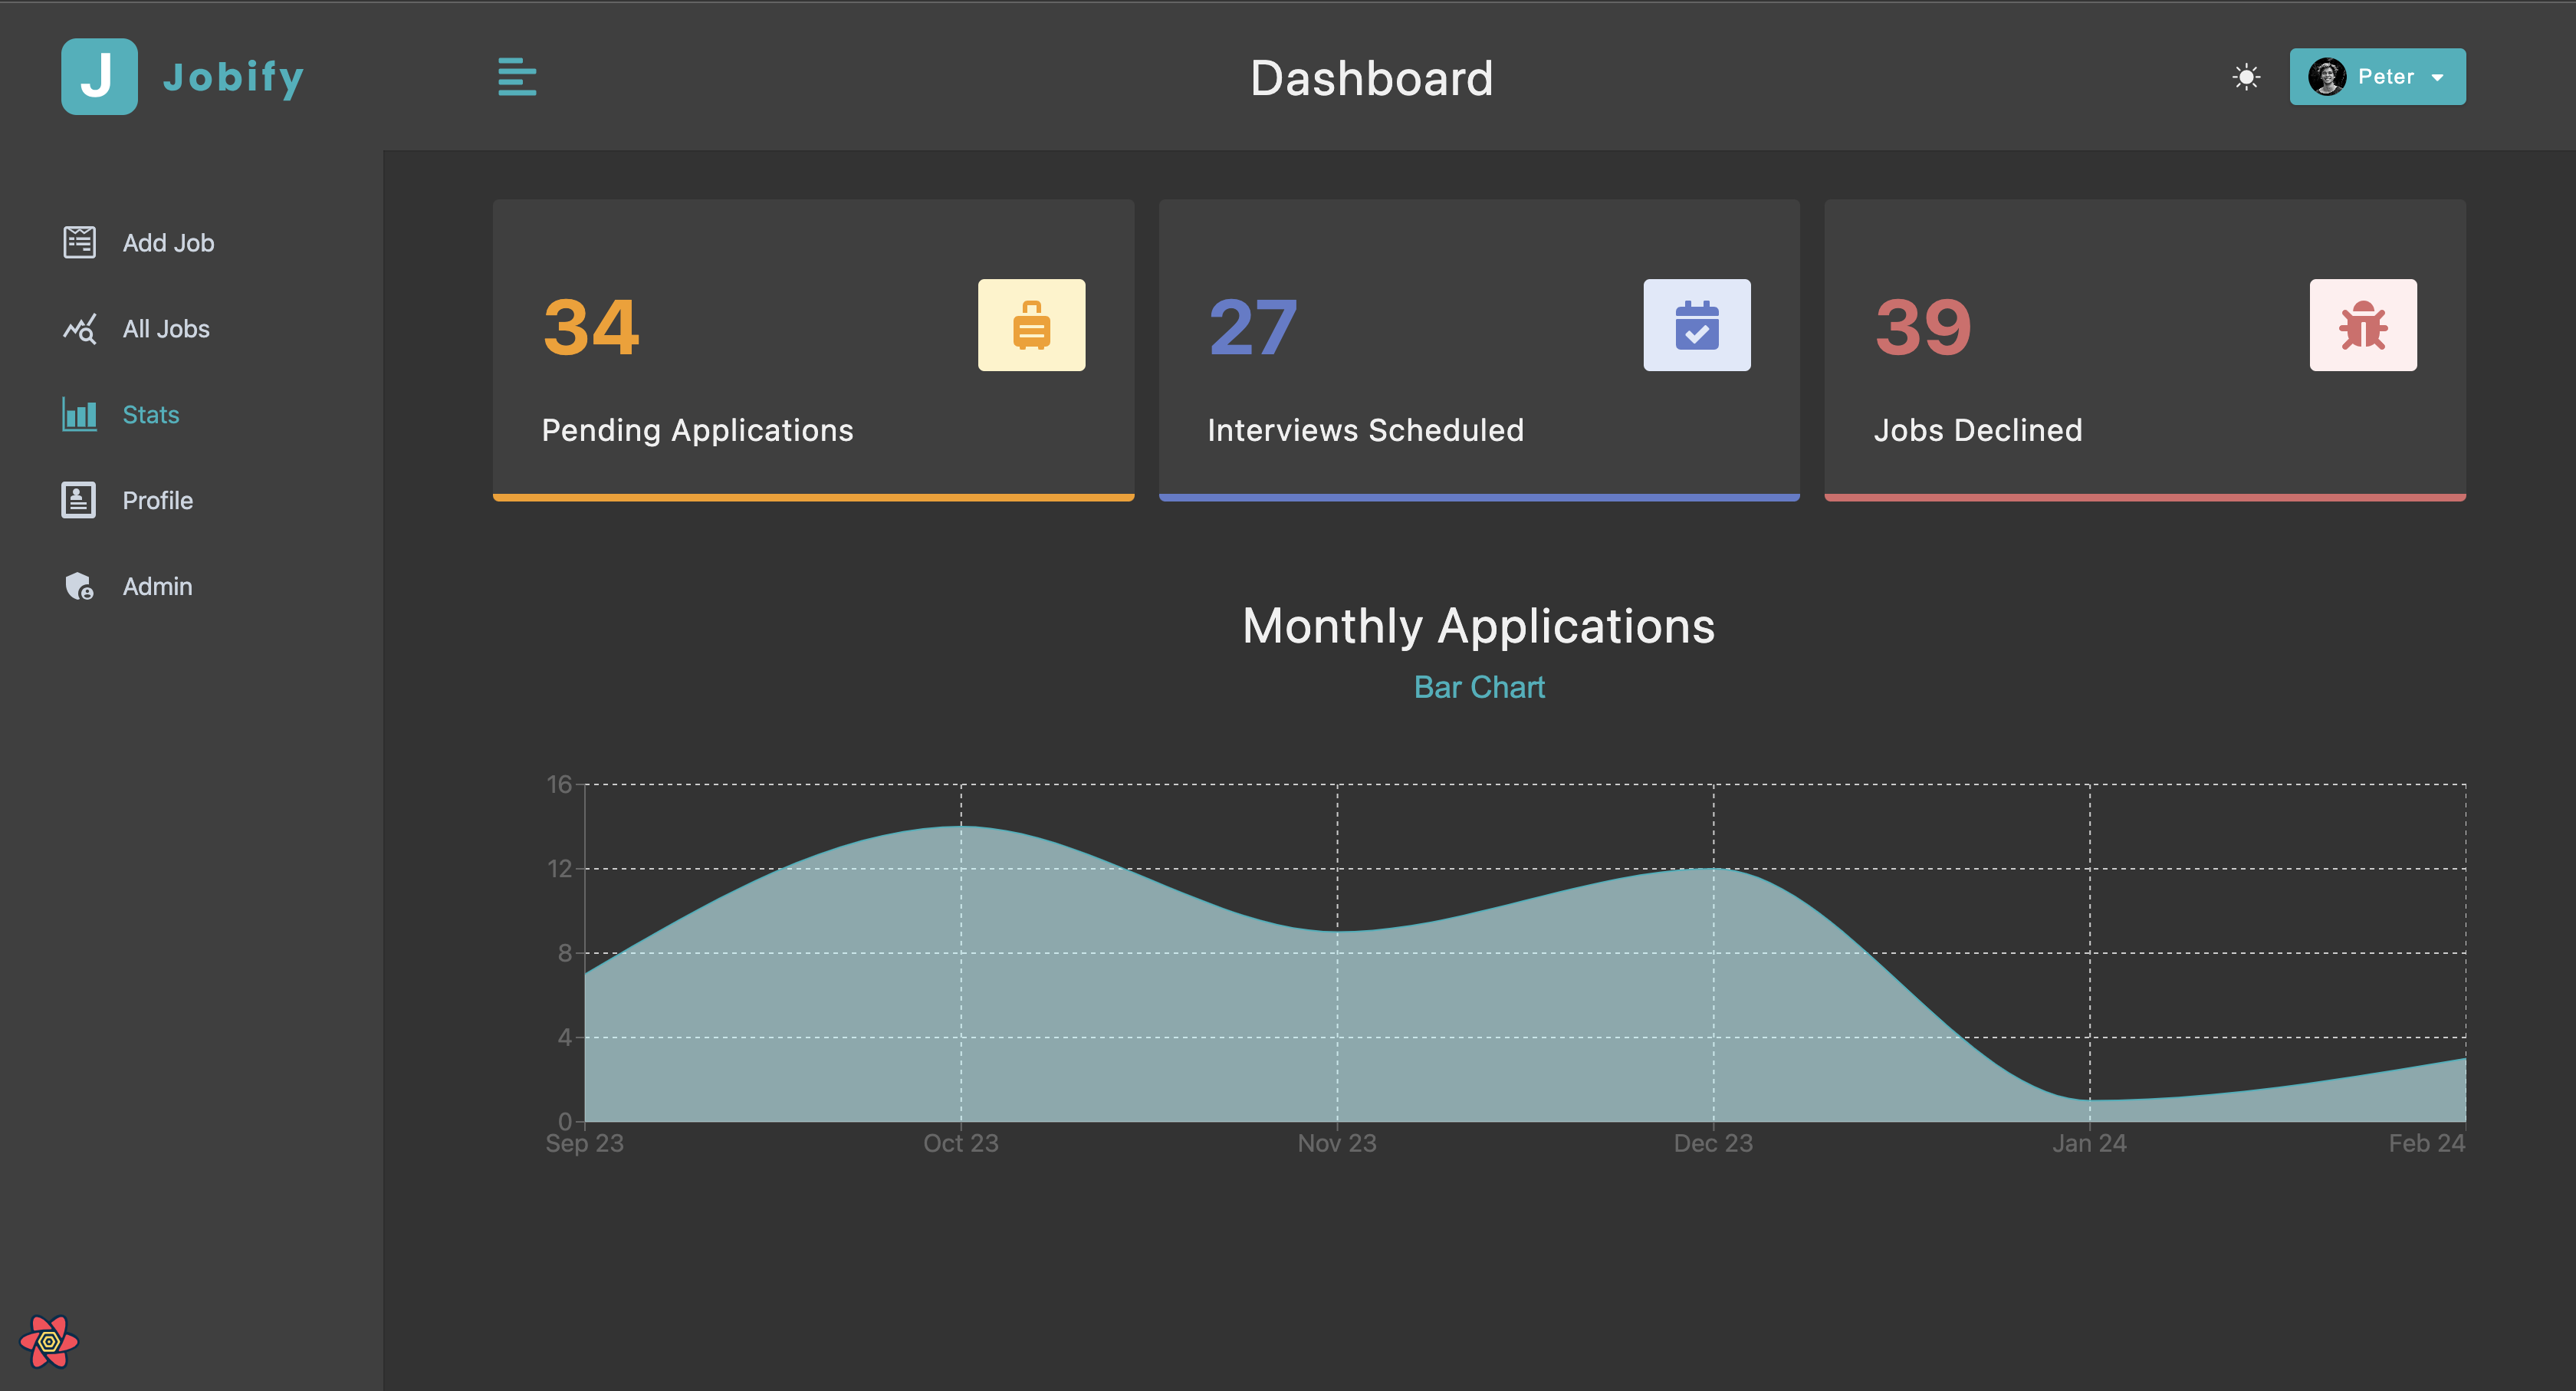 J Jobify
Dashboard
Peter
Add Job
All Jobs
Stats
Profile
Admin
34
Pending Applications
27
Interviews Scheduled
39
Jobs Declined
Monthly Applications
Bar Chart
16
12
8
4
0
Sep 23 Oct 23 Nov 23 Dec 23 Jan 24 Feb 24